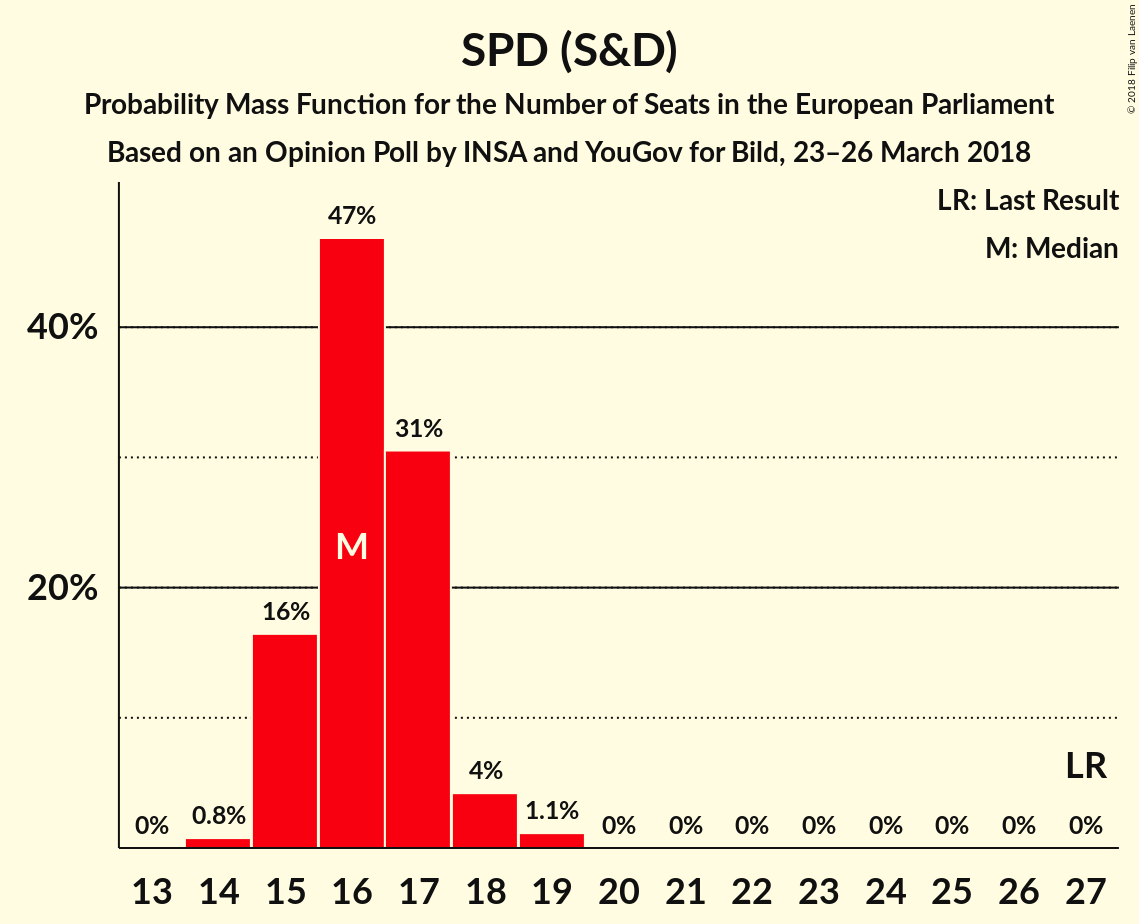 SPD (S&D)
Probability Mass Function for the Number of Seats in the European Parliament
Based on an Opinion Poll by INSA and YouGov for Bild, 23–26 March 2018
© 2018 Filip van Laenen
LR: Last Result
M: Median
47%
40%
31%
M
20%
16%
LR
4%
0% 0.8% 1.1% 0% 0% 0% 0% 0% 0% 0% 0%
13 14 15 16 17 18 19 20 21 22 23 24 25 26 27